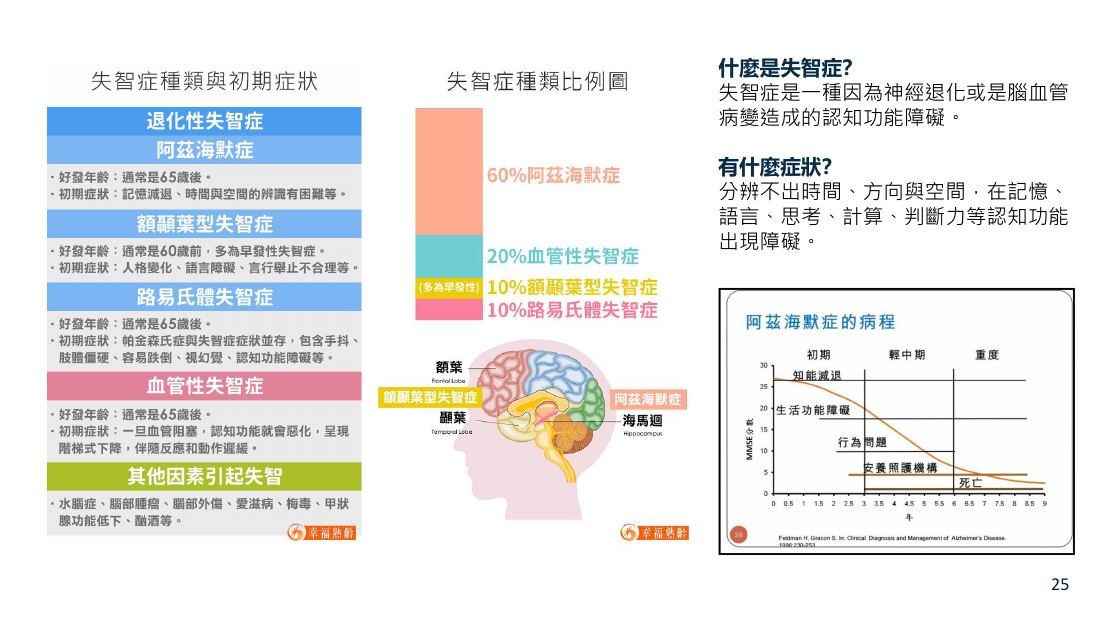 失智症種類與初期症狀
退化性失智症
阿茲海默症
·好發年齡：通常是65歲後。
·初期症狀：記憶減退、時間與空間的辨識有困難等。
額顳葉型失智症
·好發年齡：通常是60歲前，多為早發性失智症。
·初期症狀：人格變化、語言障礙、言行舉止不合理等。
路易氏體失智症
·好發年齡：通常是65歲後。
·初期症狀：帕金森氏症與失智症症狀並存，包含手抖、
肢體僵硬、容易跌倒、視幻覺、認知功能障礙等。
血管性失智症
·好發年齡：通常是65歲後。
·初期症狀：一旦血管阻塞，認知功能就會惡化，呈現
階梯式下降，伴隨反應和動作遲緩。
其他因素引起失智
·水腦症、腦部腫瘤、腦部外傷、愛滋病、梅毒、甲狀
腺功能低下、酗酒等。
幸福熟齡
失智症種類比例圖
60%阿茲海默症
20%血管性失智症
(多為早發性) 10%額顳葉型失智症
10%路易氏體失智症
額葉
Frontal Lobe
額顳葉型失智症
顳葉
Temporal Lobe
阿茲海默症
海馬迴
Hippocampus
幸福熟齡
什麼是失智症?
失智症是一種因為神經退化或是腦血管
病變造成的認知功能障礙。
有什麼症狀?
分辨不出時間、方向與空間，在記憶、
語言、思考、計算、判斷力等認知功能
出現障礙。
阿茲海默症的病程
初期 輕中期 重度
知能減退
生活功能障礙
行為問題
安養照護機構
死亡
MMSE分數
30
25
20
15
10
5
0
0 0.5 1 1.5 2 2.5 3 3.5 4 4.5 5 5.5 6 6.5 7 7.5 8 8.5 9
年
26
Feldman H, Gracon S. In: Clinical, Diagnosis and Management of Alzheimer's Disease.
1996:230-253
25